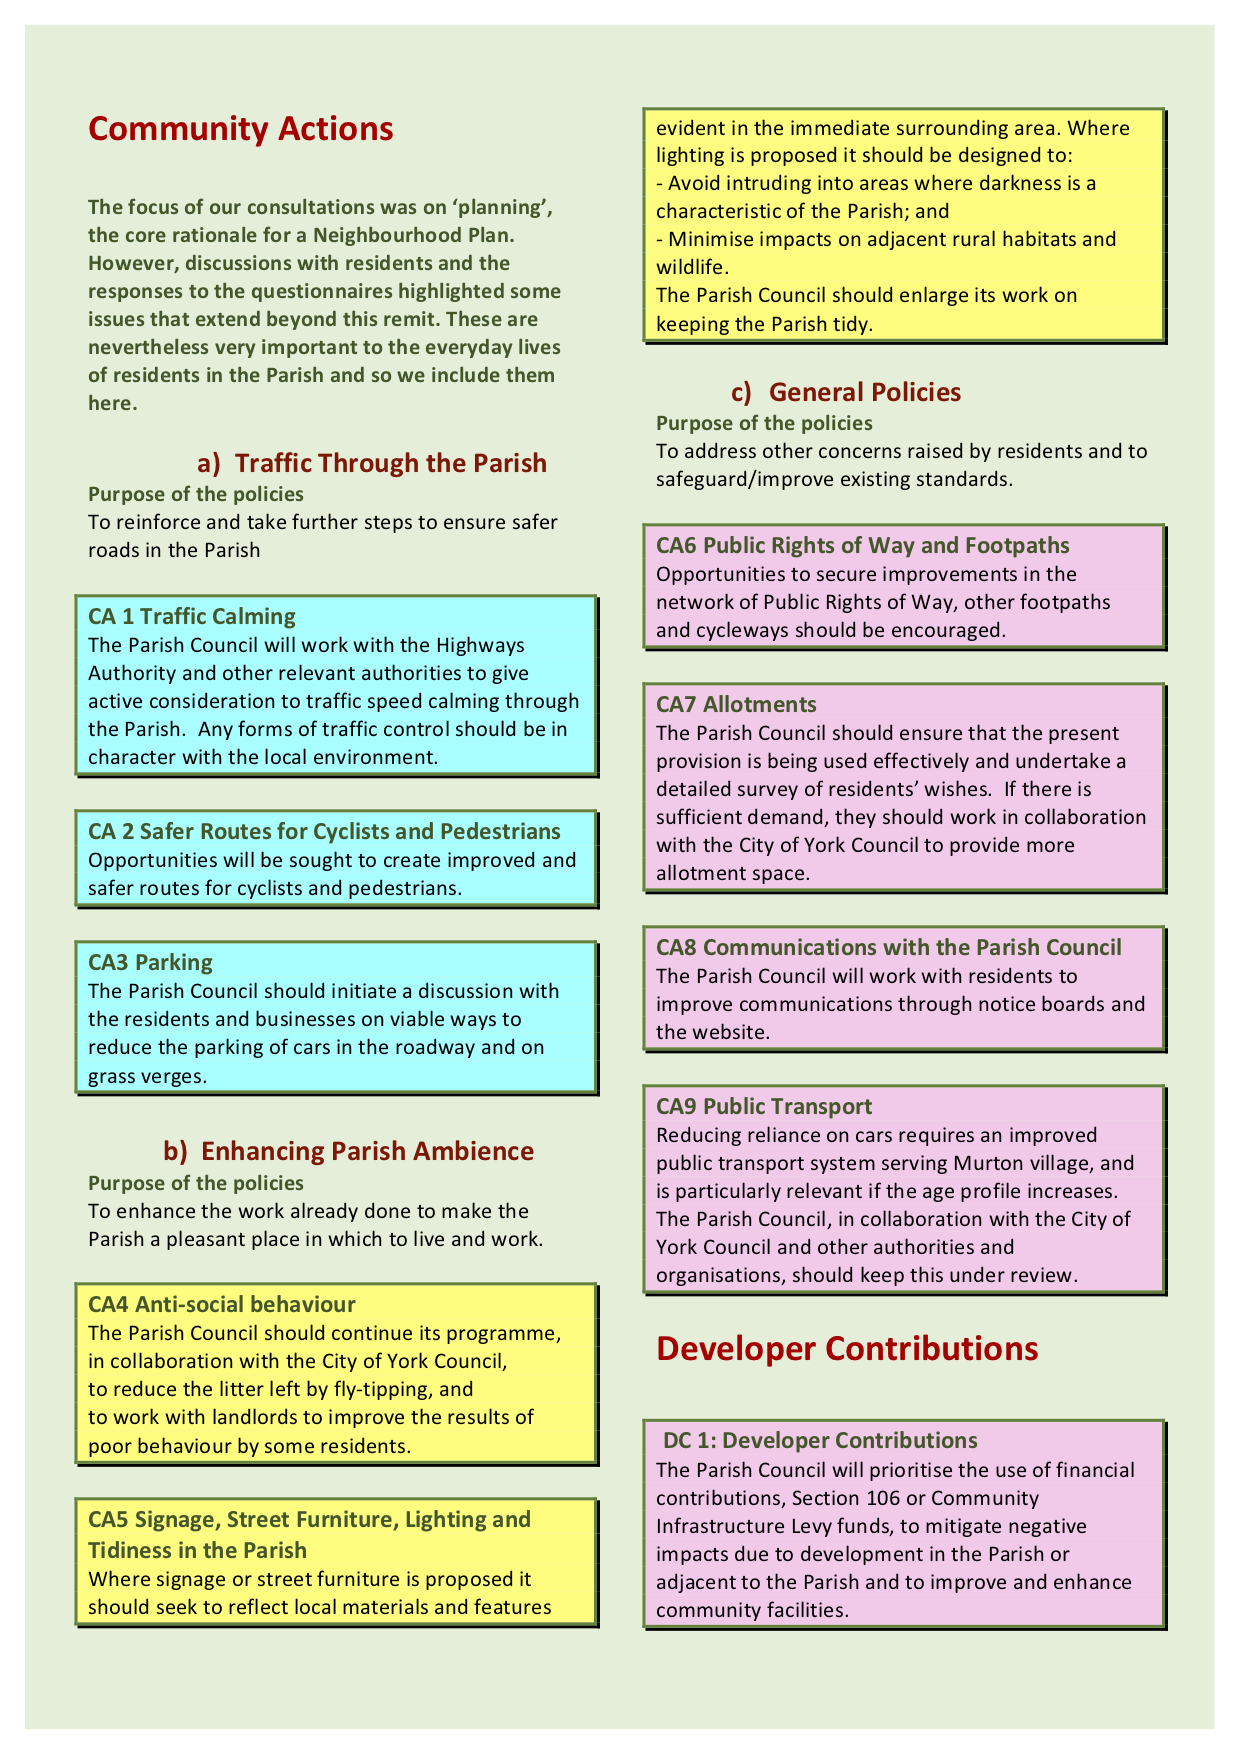 Community Actions
The focus of our consultations was on ‘planning’,
the core rationale for a Neighbourhood Plan.
However, discussions with residents and the
responses to the questionnaires highlighted some
issues that extend beyond this remit. These are
nevertheless very important to the everyday lives
of residents in the Parish and so we include them
here.
a) Traffic Through the Parish
Purpose of the policies
To reinforce and take further steps to ensure safer
roads in the Parish
CA 1 Traffic Calming
The Parish Council will work with the Highways
Authority and other relevant authorities to give
active consideration to traffic speed calming through
the Parish.  Any forms of traffic control should be in
character with the local environment.
CA 2 Safer Routes for Cyclists and Pedestrians
Opportunities will be sought to create improved and
safer routes for cyclists and pedestrians.
CA3 Parking
The Parish Council should initiate a discussion with
the residents and businesses on viable ways to
reduce the parking of cars in the roadway and on
grass verges.
b) Enhancing Parish Ambience
Purpose of the policies
To enhance the work already done to make the
Parish a pleasant place in which to live and work.
CA4 Anti-social behaviour
The Parish Council should continue its programme,
in collaboration with the City of York Council,
to reduce the litter left by fly-tipping, and
to work with landlords to improve the results of
poor behaviour by some residents.
CA5 Signage, Street Furniture, Lighting and
Tidiness in the Parish
Where signage or street furniture is proposed it
should seek to reflect local materials and features
evident in the immediate surrounding area. Where
lighting is proposed it should be designed to:
- Avoid intruding into areas where darkness is a
characteristic of the Parish; and
- Minimise impacts on adjacent rural habitats and
wildlife.
The Parish Council should enlarge its work on
keeping the Parish tidy.
c) General Policies
Purpose of the policies
To address other concerns raised by residents and to
safeguard/improve existing standards.
CA6 Public Rights of Way and Footpaths
Opportunities to secure improvements in the
network of Public Rights of Way, other footpaths
and cycleways should be encouraged.
CA7 Allotments
The Parish Council should ensure that the present
provision is being used effectively and undertake a
detailed survey of residents’ wishes.  If there is
sufficient demand, they should work in collaboration
with the City of York Council to provide more
allotment space.
CA8 Communications with the Parish Council
The Parish Council will work with residents to
improve communications through notice boards and
the website.
CA9 Public Transport
Reducing reliance on cars requires an improved
public transport system serving Murton village, and
is particularly relevant if the age profile increases.
The Parish Council, in collaboration with the City of
York Council and other authorities and
organisations, should keep this under review.
Developer Contributions
DC 1: Developer Contributions
The Parish Council will prioritise the use of financial
contributions, Section 106 or Community
Infrastructure Levy funds, to mitigate negative
impacts due to development in the Parish or
adjacent to the Parish and to improve and enhance
community facilities.